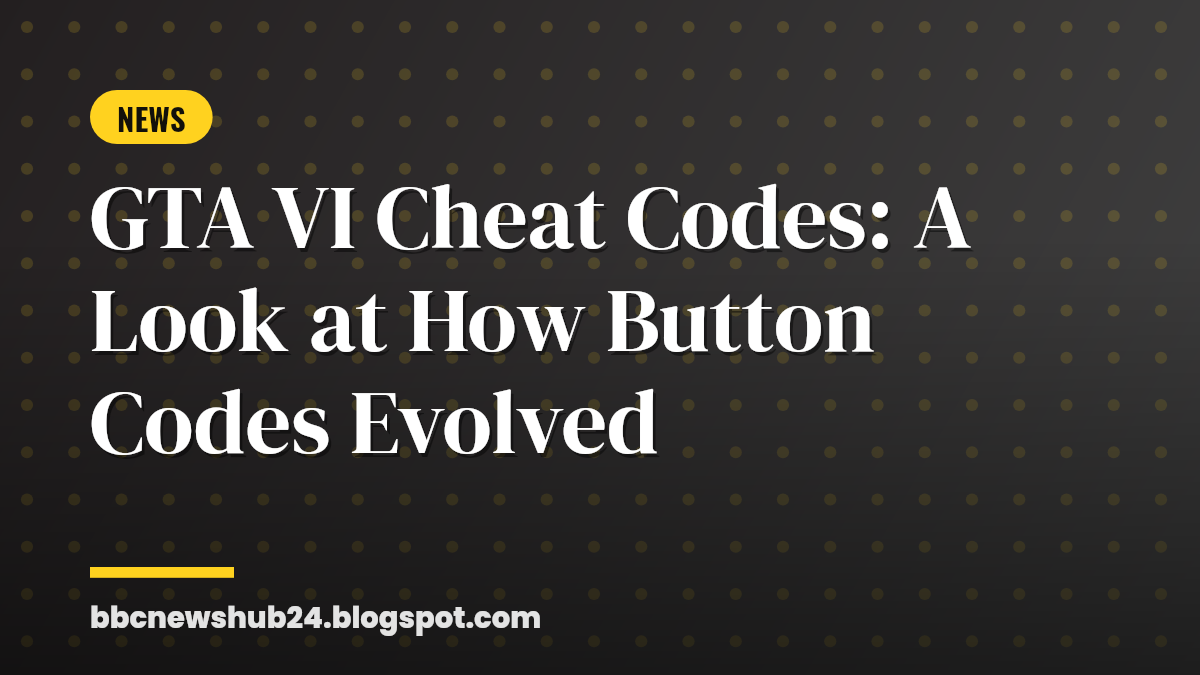 NEWS
GTA VI Cheat Codes: A
Look at How Button
Codes Evolved
bbcnewshub24.blogspot.com